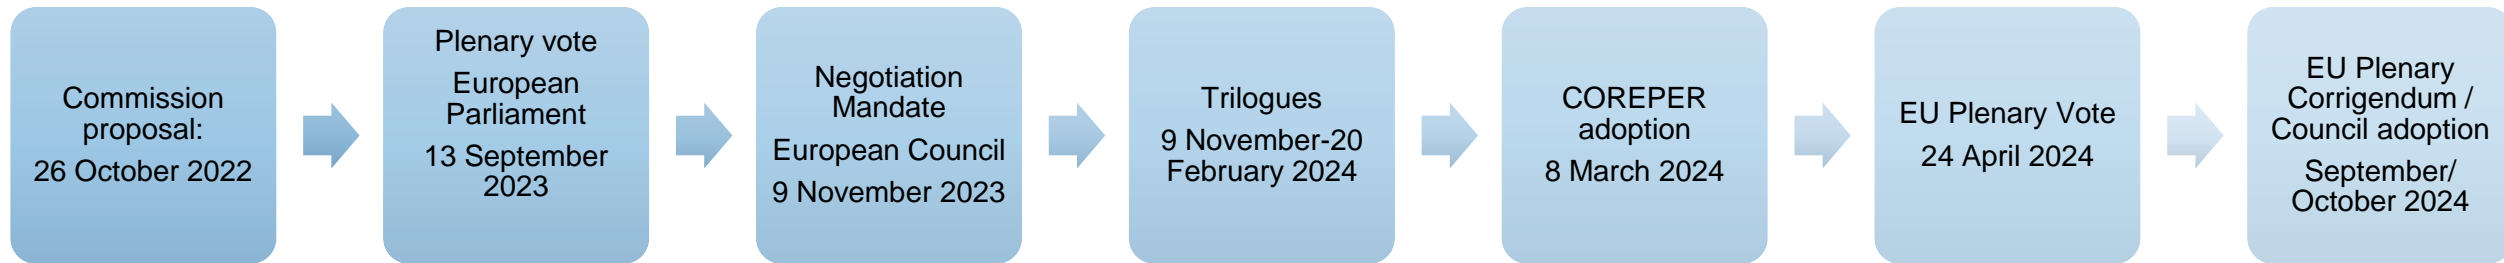 Commission
proposal:
26 October 2022
Plenary vote
European
Parliament
13 September
2023
Negotiation
Mandate
European Council
9 November 2023
Trilogues
9 November-20
February 2024
COREPER
adoption
8 March 2024
EU Plenary Vote
24 April 2024
EU Plenary
Corrigendum /
Council adoption
September/
October 2024